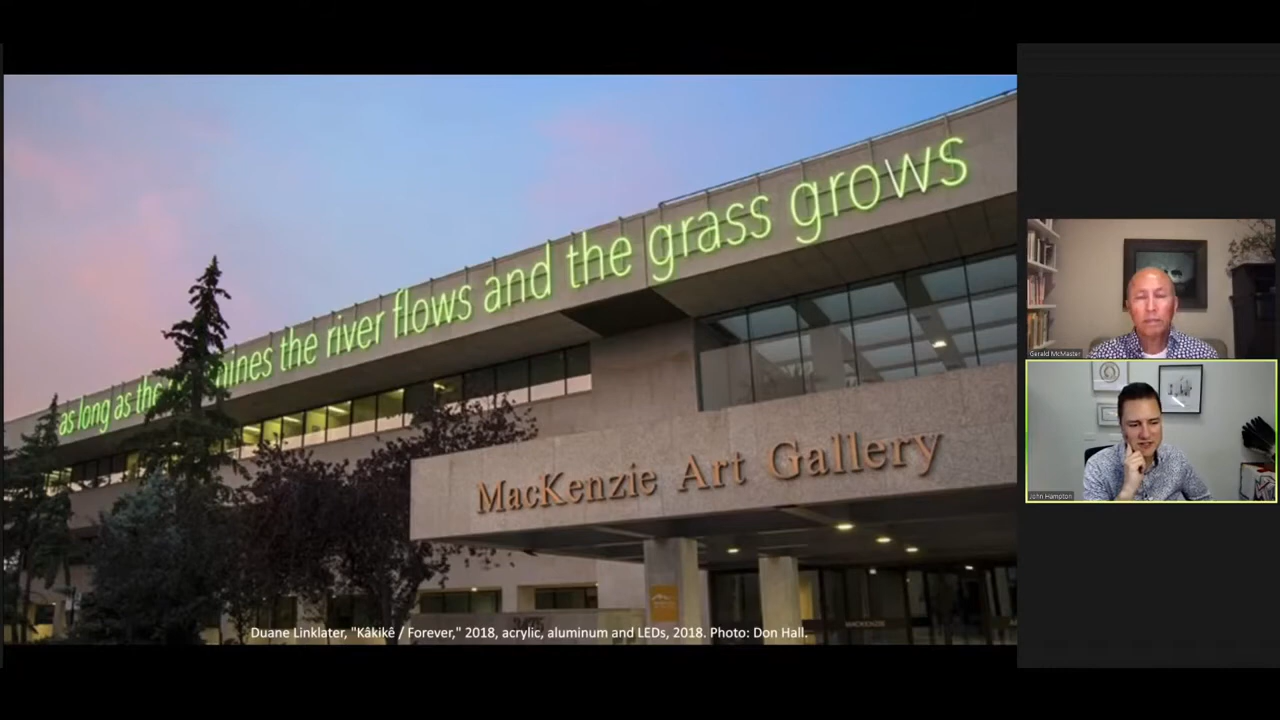 as long as the shines the river flows and the grass grows
MacKenzie Art Gallery
Duane Linklater, "Kâkikê / Forever," 2018, acrylic, aluminum and LEDs, 2018. Photo: Don Hall.
Gerald McMaster
John Hampton